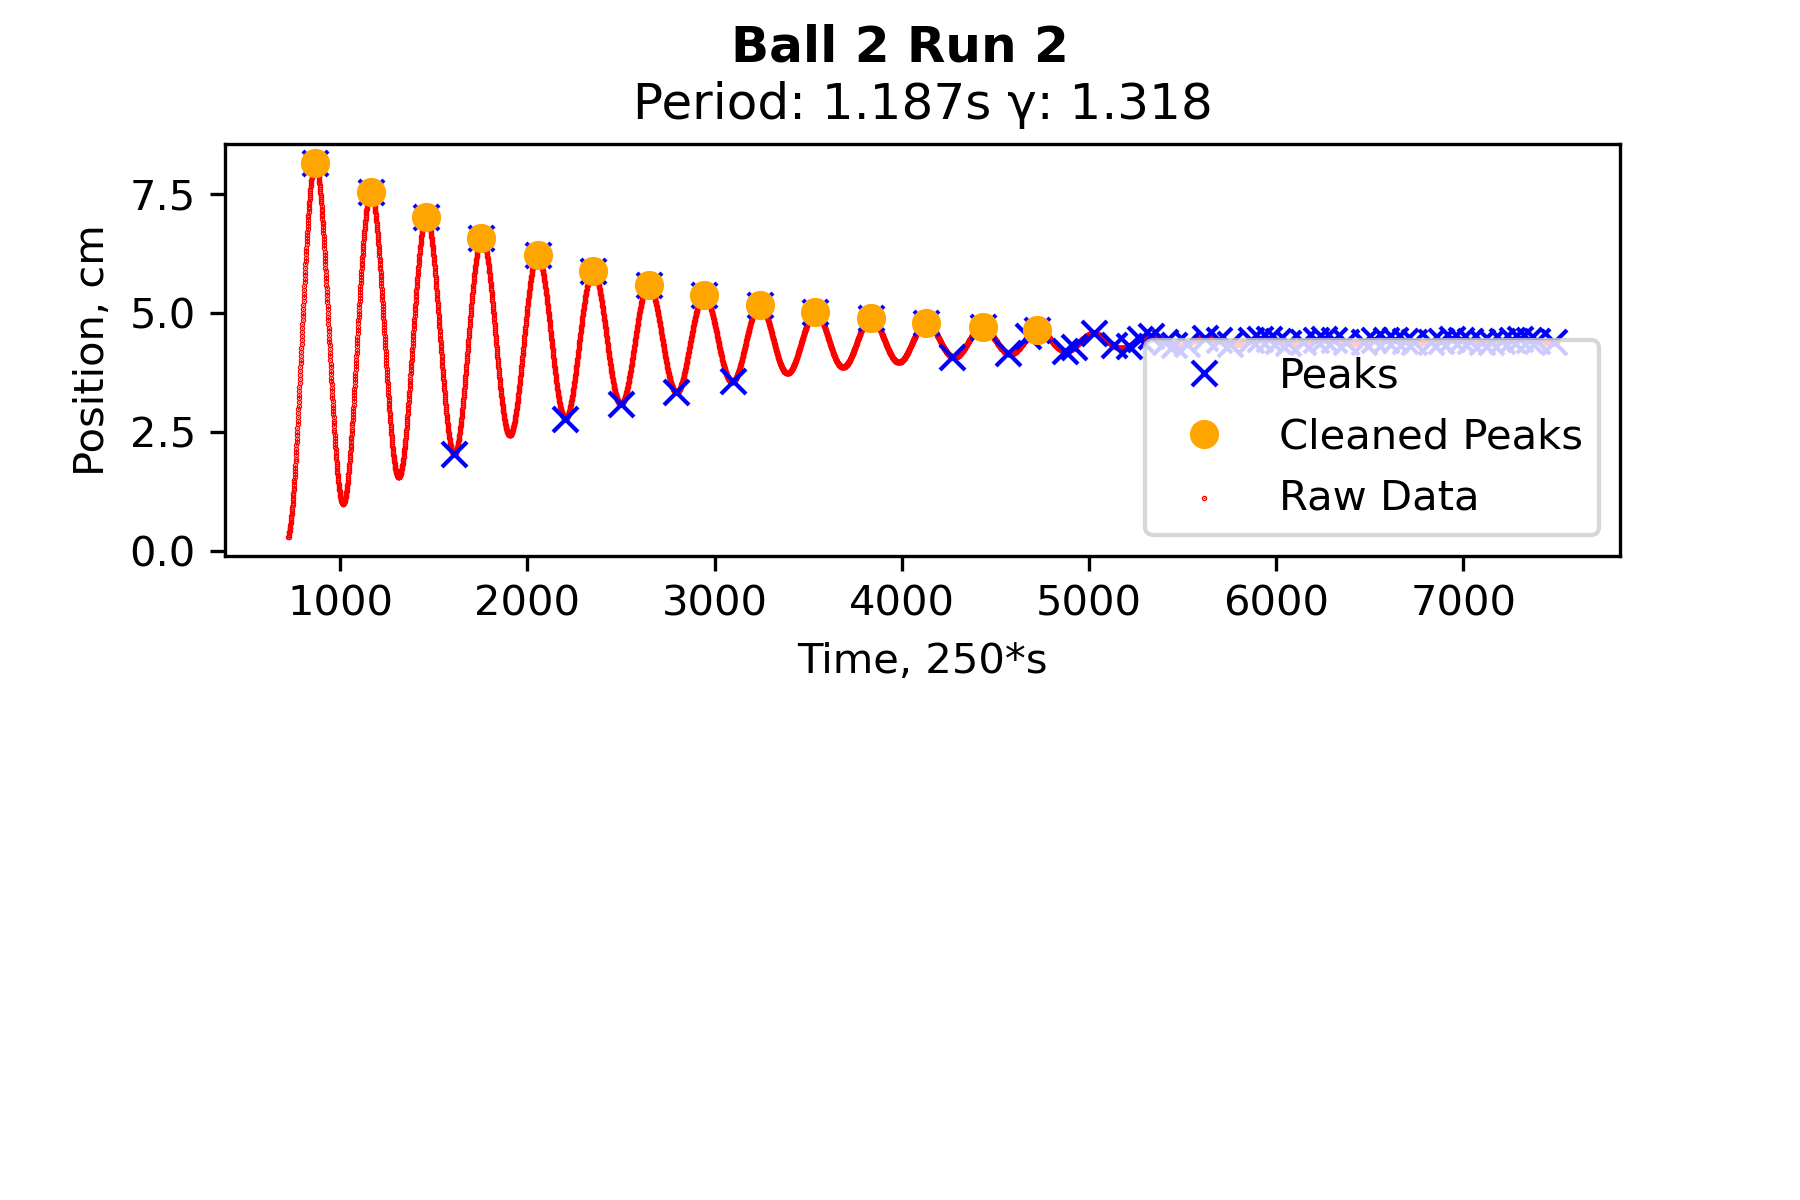 Ball 2 Run 2
Period: 1.187s γ: 1.318
Position, cm
7.5
5.0
2.5
0.0
Peaks
Cleaned Peaks
Raw Data
1000 2000 3000 4000 5000 6000 7000
Time, 250*s